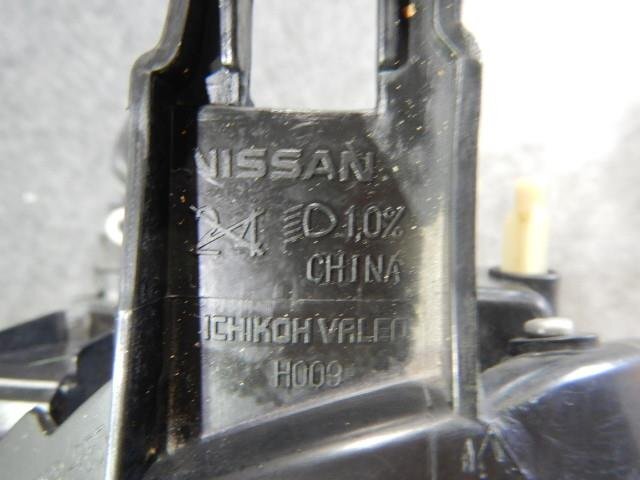 NISSAN
1,0%
CHINA
ICHIKOH VALEO
H009